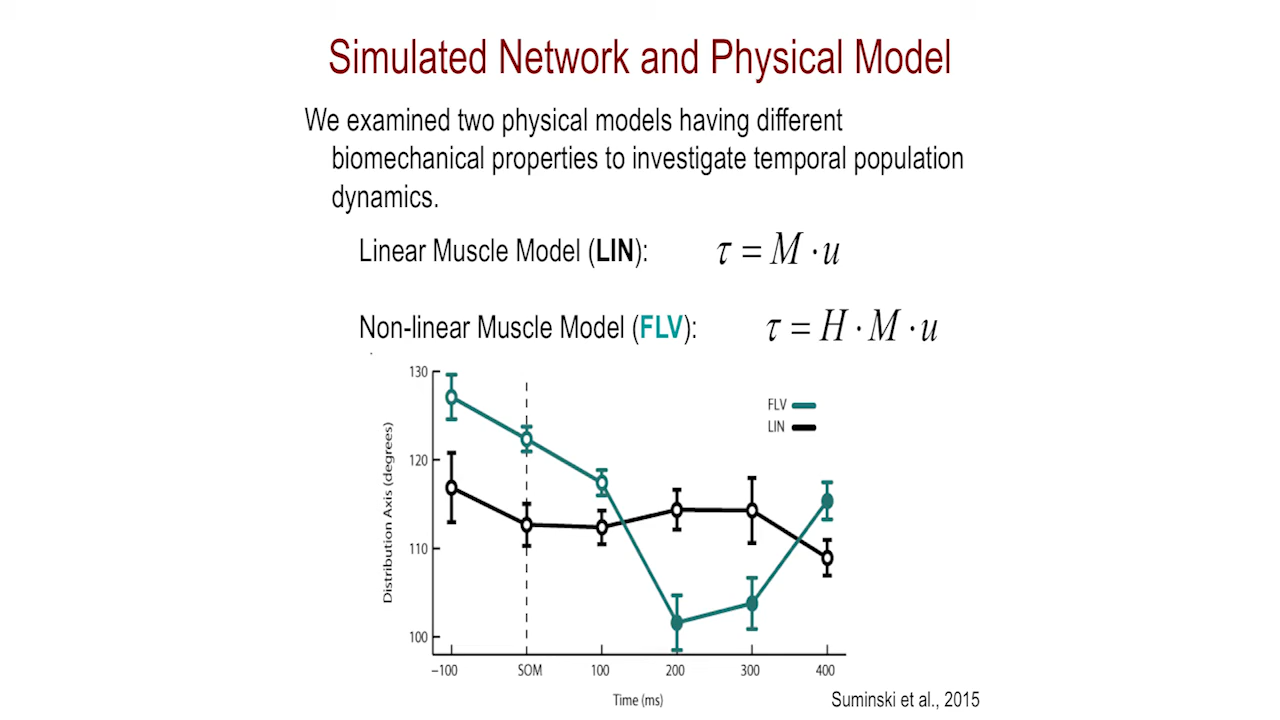 Simulated Network and Physical Model
We examined two physical models having different
biomechanical properties to investigate temporal population
dynamics.
Linear Muscle Model (LIN): τ = M · u
Non-linear Muscle Model (FLV): τ = H · M · u
130
120
110
100
Distribution Axis (degrees)
FLV
LIN
−100 SOM 100 200 300 400
Time (ms)
Suminski et al., 2015